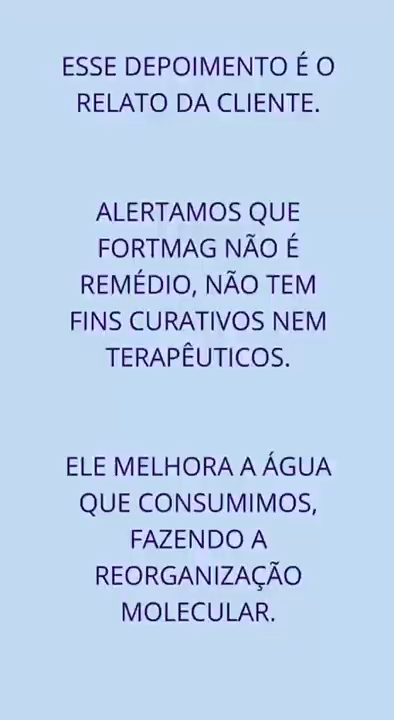 ESSE DEPOIMENTO É O
RELATO DA CLIENTE.
ALERTAMOS QUE
FORTMAG NÃO É
REMÉDIO, NÃO TEM
FINS CURATIVOS NEM
TERAPÊUTICOS.
ELE MELHORA A ÁGUA
QUE CONSUMIMOS,
FAZENDO A
REORGANIZAÇÃO
MOLECULAR.